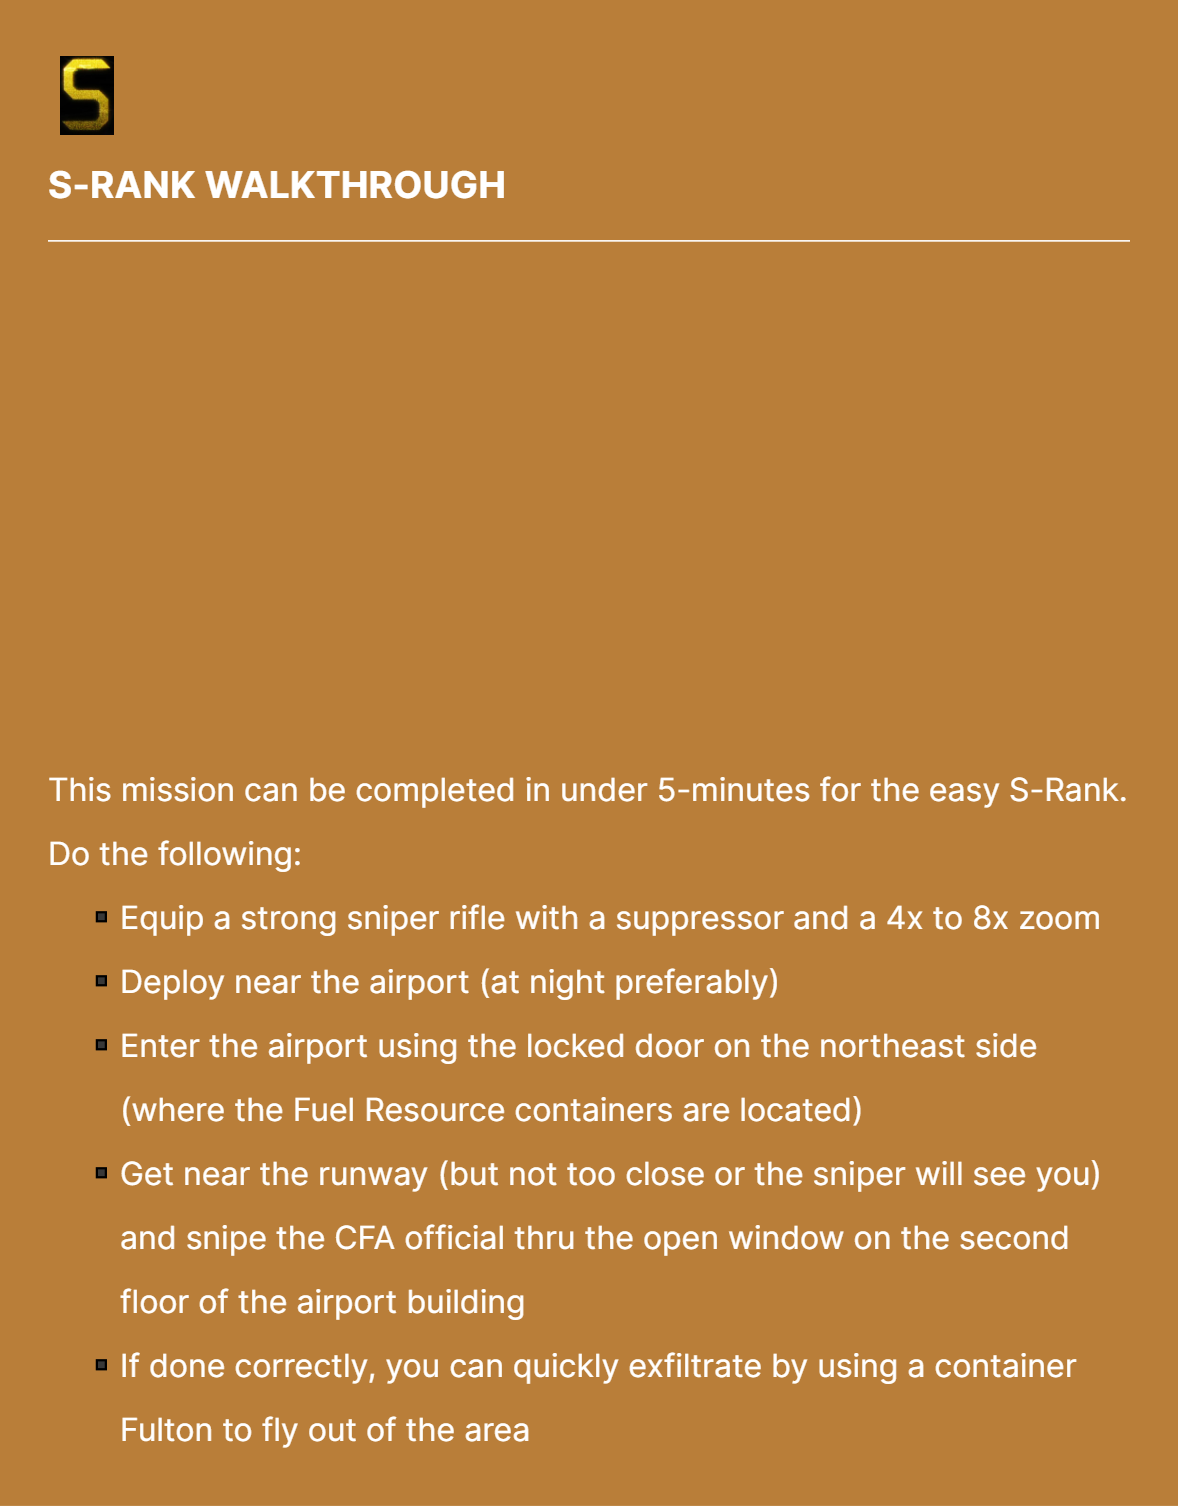 S
S-RANK WALKTHROUGH
This mission can be completed in under 5-minutes for the easy S-Rank.
Do the following:
Equip a strong sniper rifle with a suppressor and a 4x to 8x zoom
Deploy near the airport (at night preferably)
Enter the airport using the locked door on the northeast side
(where the Fuel Resource containers are located)
Get near the runway (but not too close or the sniper will see you)
and snipe the CFA official thru the open window on the second
floor of the airport building
If done correctly, you can quickly exfiltrate by using a container
Fulton to fly out of the area